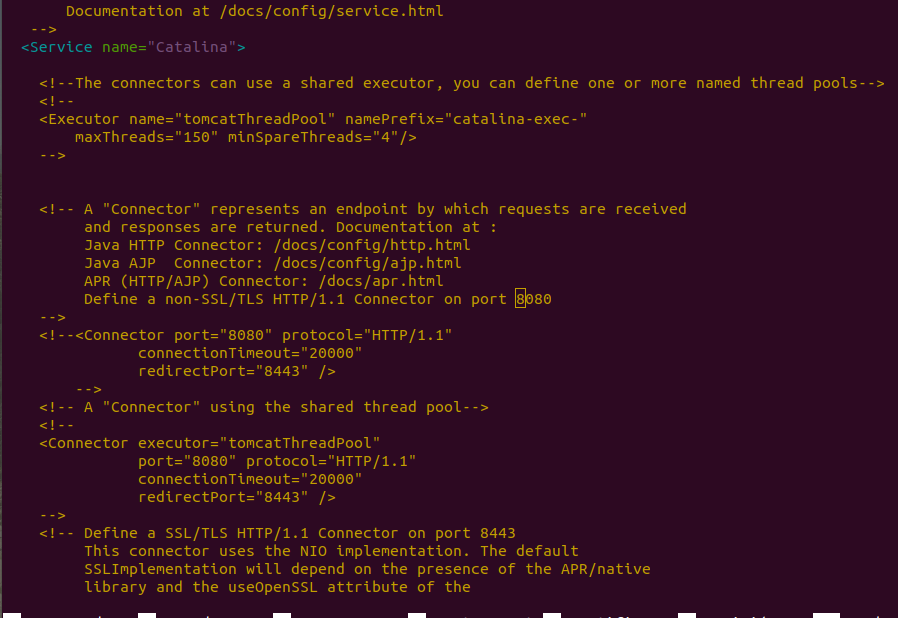 Documentation at /docs/config/service.html
-->
<Service name="Catalina">
<!--The connectors can use a shared executor, you can define one or more named thread pools-->
<!--
<Executor name="tomcatThreadPool" namePrefix="catalina-exec-"
maxThreads="150" minSpareThreads="4"/>
-->
<!-- A "Connector" represents an endpoint by which requests are received
and responses are returned. Documentation at :
Java HTTP Connector: /docs/config/http.html
Java AJP  Connector: /docs/config/ajp.html
APR (HTTP/AJP) Connector: /docs/apr.html
Define a non-SSL/TLS HTTP/1.1 Connector on port 8080
-->
<!--<Connector port="8080" protocol="HTTP/1.1"
connectionTimeout="20000"
redirectPort="8443" />
-->
<!-- A "Connector" using the shared thread pool-->
<!--
<Connector executor="tomcatThreadPool"
port="8080" protocol="HTTP/1.1"
connectionTimeout="20000"
redirectPort="8443" />
-->
<!-- Define a SSL/TLS HTTP/1.1 Connector on port 8443
This connector uses the NIO implementation. The default
SSLImplementation will depend on the presence of the APR/native
library and the useOpenSSL attribute of the